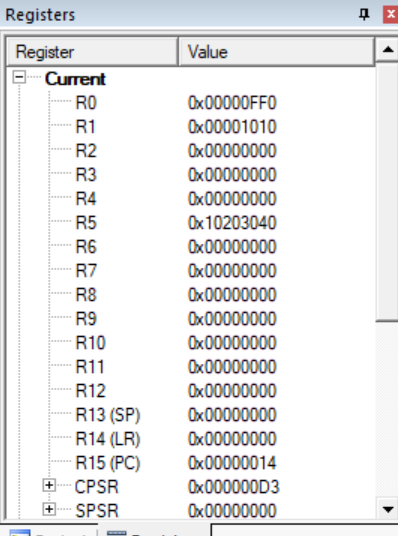 Registers
Register Value
Current
R0 0x00000FF0
R1 0x00001010
R2 0x00000000
R3 0x00000000
R4 0x00000000
R5 0x10203040
R6 0x00000000
R7 0x00000000
R8 0x00000000
R9 0x00000000
R10 0x00000000
R11 0x00000000
R12 0x00000000
R13 (SP) 0x00000000
R14 (LR) 0x00000000
R15 (PC) 0x00000014
CPSR 0x000000D3
SPSR 0x00000000